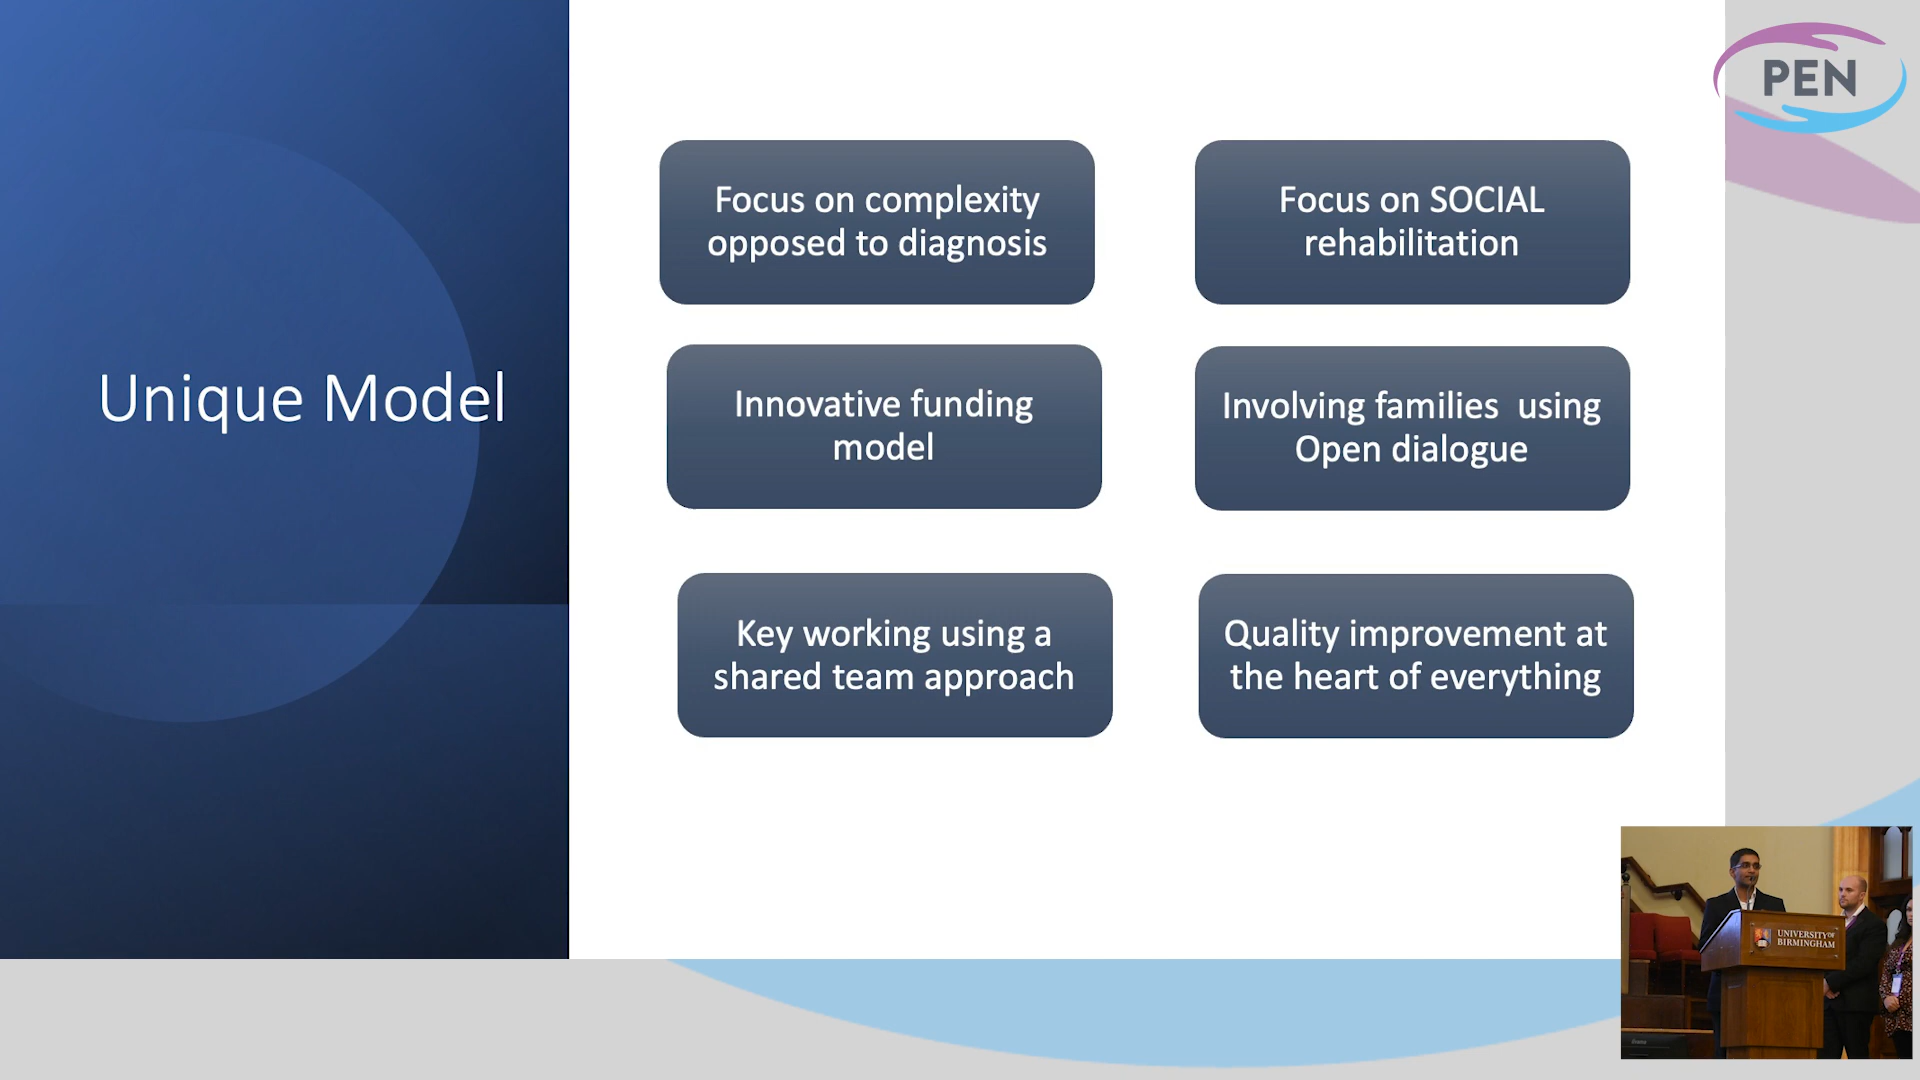 PEN
Unique Model
Focus on complexity
opposed to diagnosis
Focus on SOCIAL
rehabilitation
Innovative funding
model
Involving families  using
Open dialogue
Key working using a
shared team approach
Quality improvement at
the heart of everything
UNIVERSITY OF
BIRMINGHAM